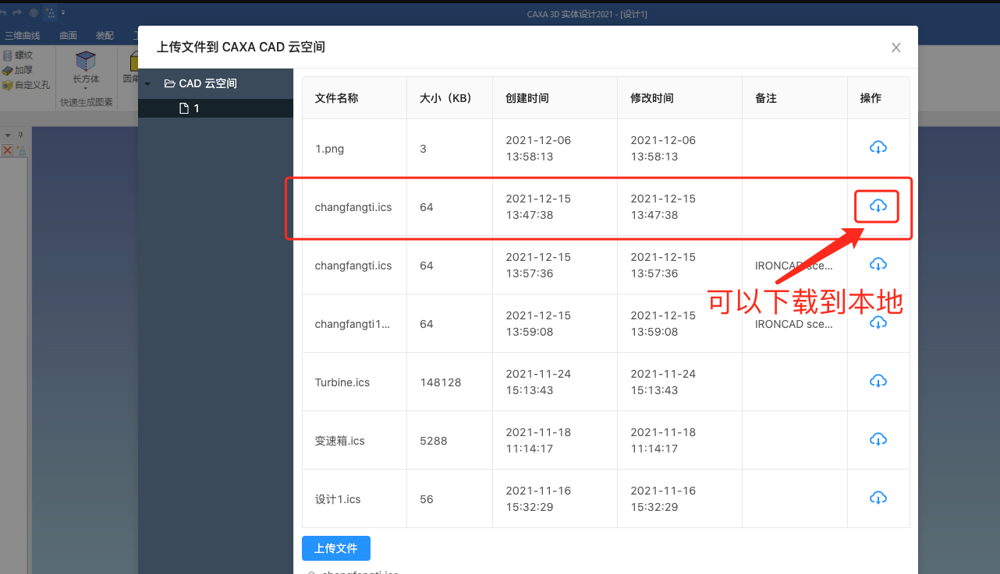 CAXA 3D 实体设计2021 - [设计1]
三维曲线 曲面 装配
螺纹
加厚
自定义孔
长方体
圆角
快速生成图素
上传文件到 CAXA CAD 云空间
CAD 云空间
1
文件名称 大小（KB） 创建时间 修改时间 备注 操作
1.png 3 2021-12-06 13:58:13 2021-12-06 13:58:13
changfangti.ics 64 2021-12-15 13:47:38 2021-12-15 13:47:38
changfangti.ics 64 2021-12-15 13:57:36 2021-12-15 13:57:36 IRONCAD sce...
可以下载到本地
changfangti1... 64 2021-12-15 13:59:08 2021-12-15 13:59:08 IRONCAD sce...
Turbine.ics 148128 2021-11-24 15:13:43 2021-11-24 15:13:43
变速箱.ics 5288 2021-11-18 11:14:17 2021-11-18 11:14:17
设计1.ics 56 2021-11-16 15:32:29 2021-11-16 15:32:29
上传文件
changfangti.ics